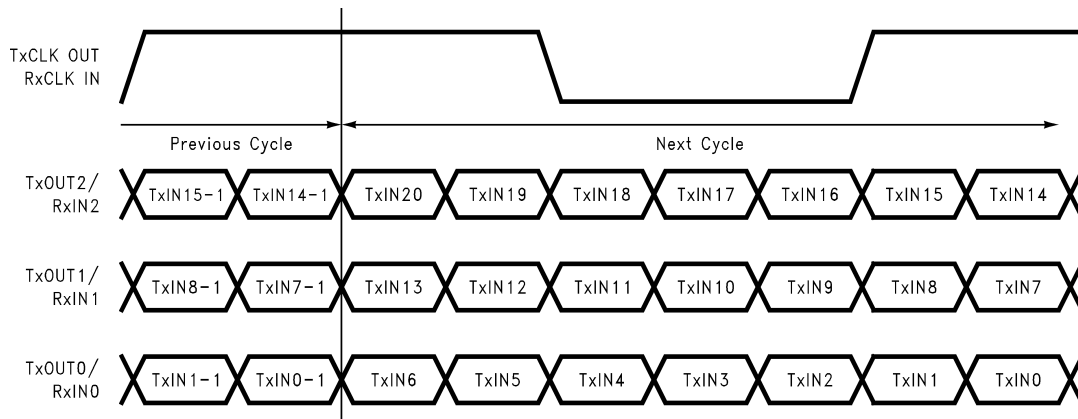 TxCLK OUT
RxCLK IN
Previous Cycle
Next Cycle
TxOUT2/
RxIN2
TxIN15-1 TxIN14-1 TxIN20 TxIN19 TxIN18 TxIN17 TxIN16 TxIN15 TxIN14
TxOUT1/
RxIN1
TxIN8-1 TxIN7-1 TxIN13 TxIN12 TxIN11 TxIN10 TxIN9 TxIN8 TxIN7
TxOUT0/
RxIN0
TxIN1-1 TxIN0-1 TxIN6 TxIN5 TxIN4 TxIN3 TxIN2 TxIN1 TxIN0